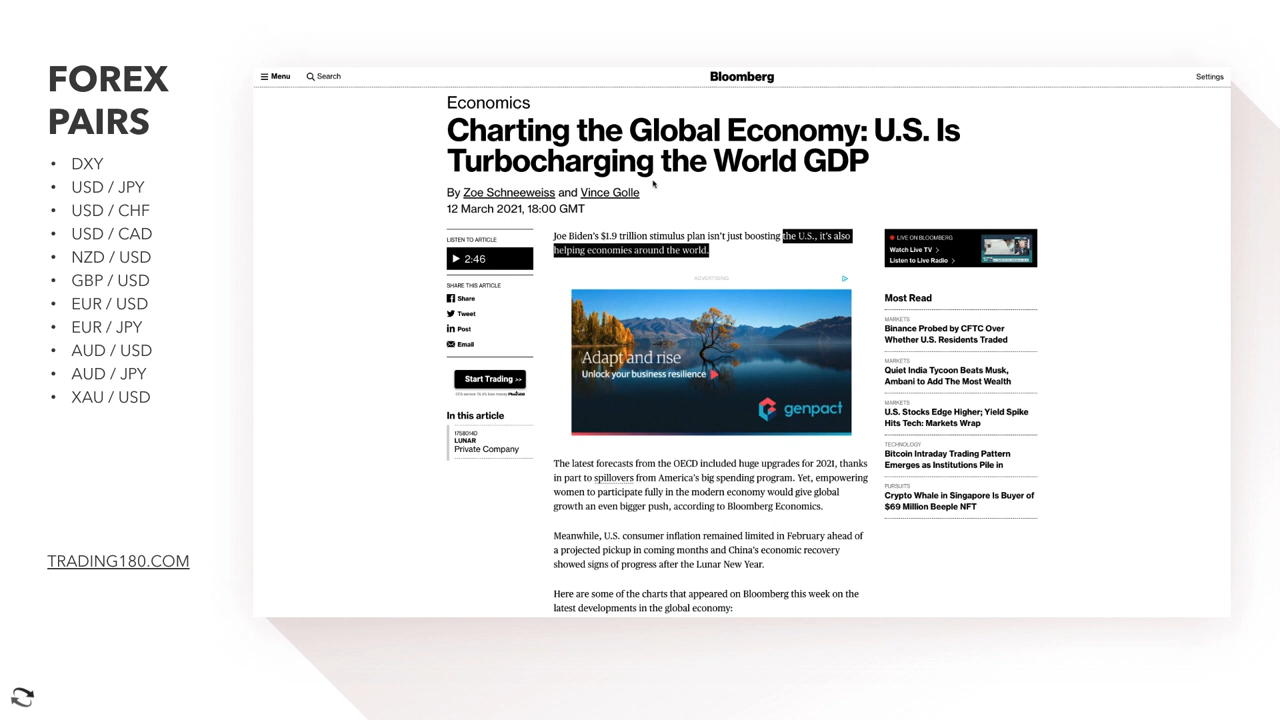 FOREX
PAIRS
• DXY
• USD / JPY
• USD / CHF
• USD / CAD
• NZD / USD
• GBP / USD
• EUR / USD
• EUR / JPY
• AUD / USD
• AUD / JPY
• XAU / USD
TRADING180.COM
Menu
Search
Bloomberg
Settings
Economics
Charting the Global Economy: U.S. Is
Turbocharging the World GDP
By Zoe Schneeweiss and Vince Golle
12 March 2021, 18:00 GMT
LISTEN TO ARTICLE
2:46
SHARE THIS ARTICLE
Share
Tweet
Post
Email
Start Trading >>
In this article
1758014D
LUNAR
Private Company
Joe Biden's $1.9 trillion stimulus plan isn't just boosting the U.S., it's also
helping economies around the world.
ADVERTISING
Adapt and rise
Unlock your business resilience
genpact
The latest forecasts from the OECD included huge upgrades for 2021, thanks
in part to spillovers from America's big spending program. Yet, empowering
women to participate fully in the modern economy would give global
growth an even bigger push, according to Bloomberg Economics.
Meanwhile, U.S. consumer inflation remained limited in February ahead of
a projected pickup in coming months and China's economic recovery
showed signs of progress after the Lunar New Year.
Here are some of the charts that appeared on Bloomberg this week on the
latest developments in the global economy:
LIVE ON BLOOMBERG
Watch Live TV >
Listen to Live Radio >
Most Read
MARKETS
Binance Probed by CFTC Over
Whether U.S. Residents Traded
MARKETS
Quiet India Tycoon Beats Musk,
Ambani to Add The Most Wealth
MARKETS
U.S. Stocks Edge Higher; Yield Spike
Hits Tech: Markets Wrap
TECHNOLOGY
Bitcoin Intraday Trading Pattern
Emerges as Institutions Pile in
PURSUITS
Crypto Whale in Singapore Is Buyer of
$69 Million Beeple NFT